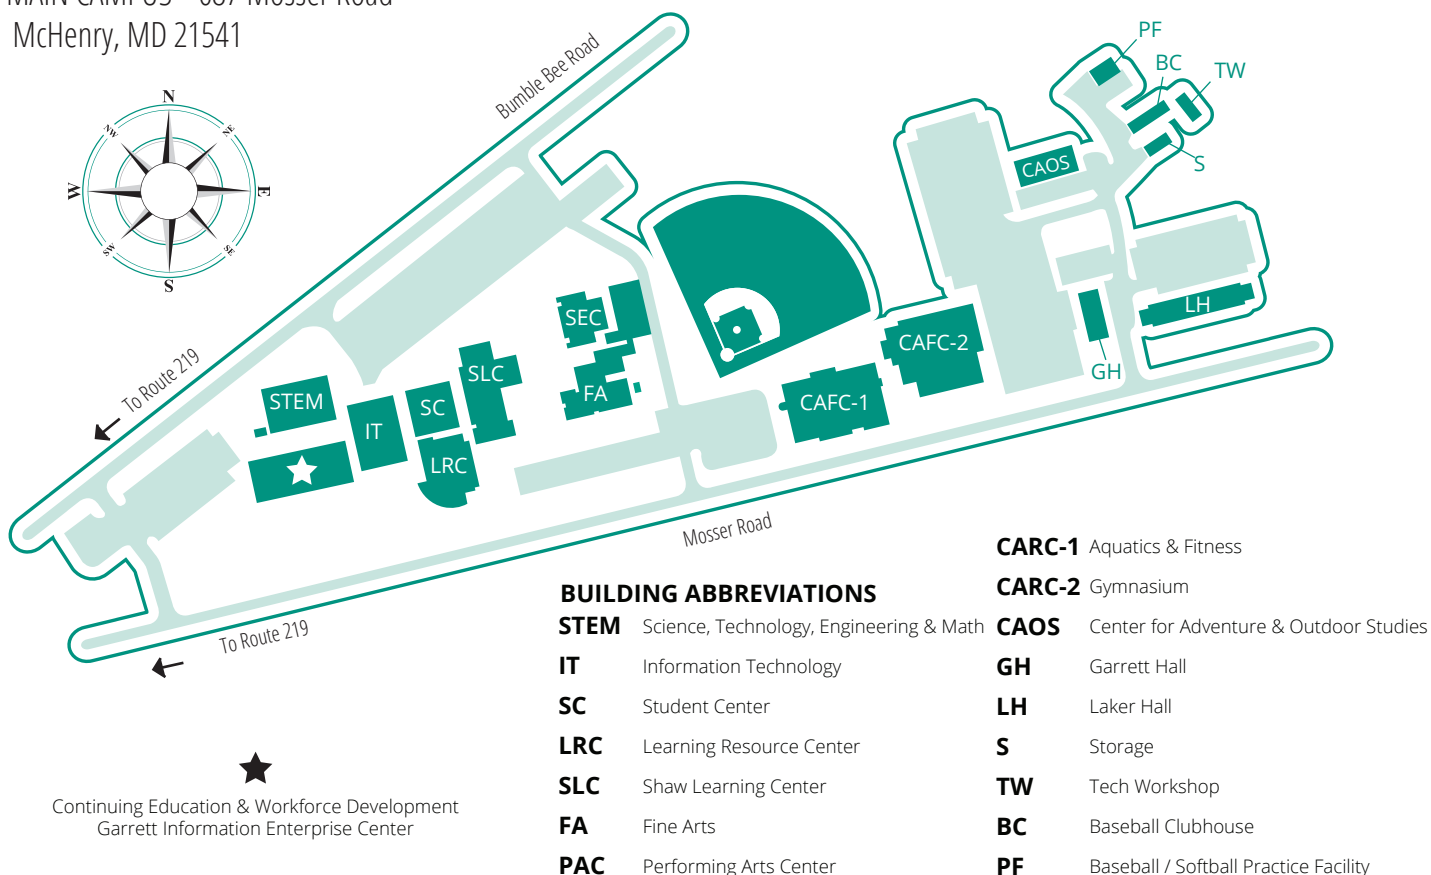 MAIN CAMPUS 687 Mosser Road
McHenry, MD 21541
N
NW
NE
W
E
SW
SE
S
Bumble Bee Road
To Route 219
PF
BC
TW
S
CAOS
LH
GH
CAFC-2
CAFC-1
SEC
FA
SLC
SC
LRC
IT
STEM
Mosser Road
To Route 219
BUILDING ABBREVIATIONS
STEM Science, Technology, Engineering & Math
IT Information Technology
SC Student Center
LRC Learning Resource Center
SLC Shaw Learning Center
FA Fine Arts
PAC Performing Arts Center
CARC-1 Aquatics & Fitness
CARC-2 Gymnasium
CAOS Center for Adventure & Outdoor Studies
GH Garrett Hall
LH Laker Hall
S Storage
TW Tech Workshop
BC Baseball Clubhouse
PF Baseball / Softball Practice Facility
Continuing Education & Workforce Development
Garrett Information Enterprise Center